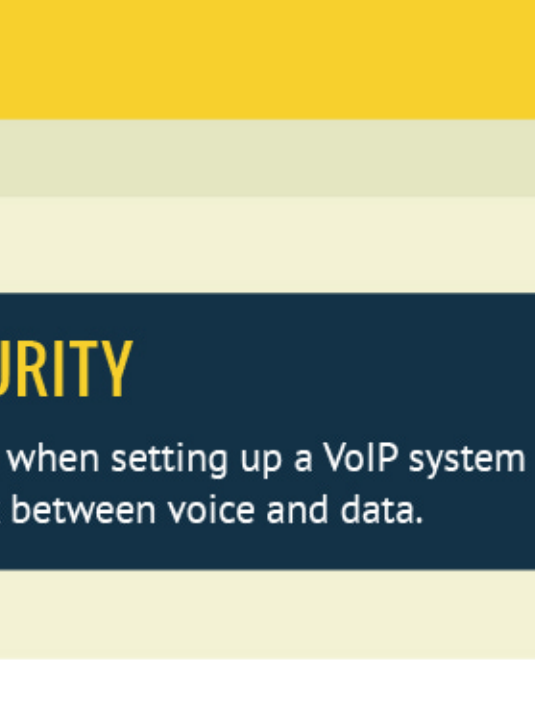 URITY
when setting up a VoIP system
between voice and data.